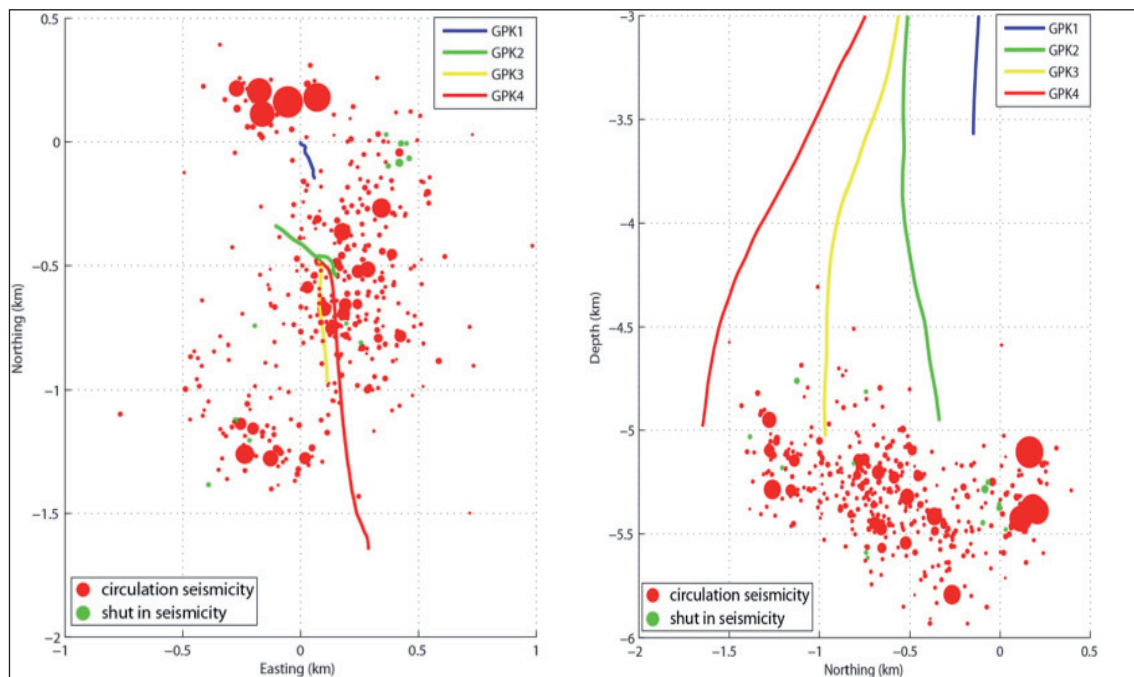 0.5
0
−0.5
−1
−1.5
−2
−1
−0.5
0
0.5
1
Northing (km)
Easting (km)
GPK1
GPK2
GPK3
GPK4
circulation seismicity
shut in seismicity
−3
−3.5
−4
−4.5
−5
−5.5
−6
−2
−1.5
−1
−0.5
0
0.5
Depth (km)
Northing (km)
GPK1
GPK2
GPK3
GPK4
circulation seismicity
shut in seismicity